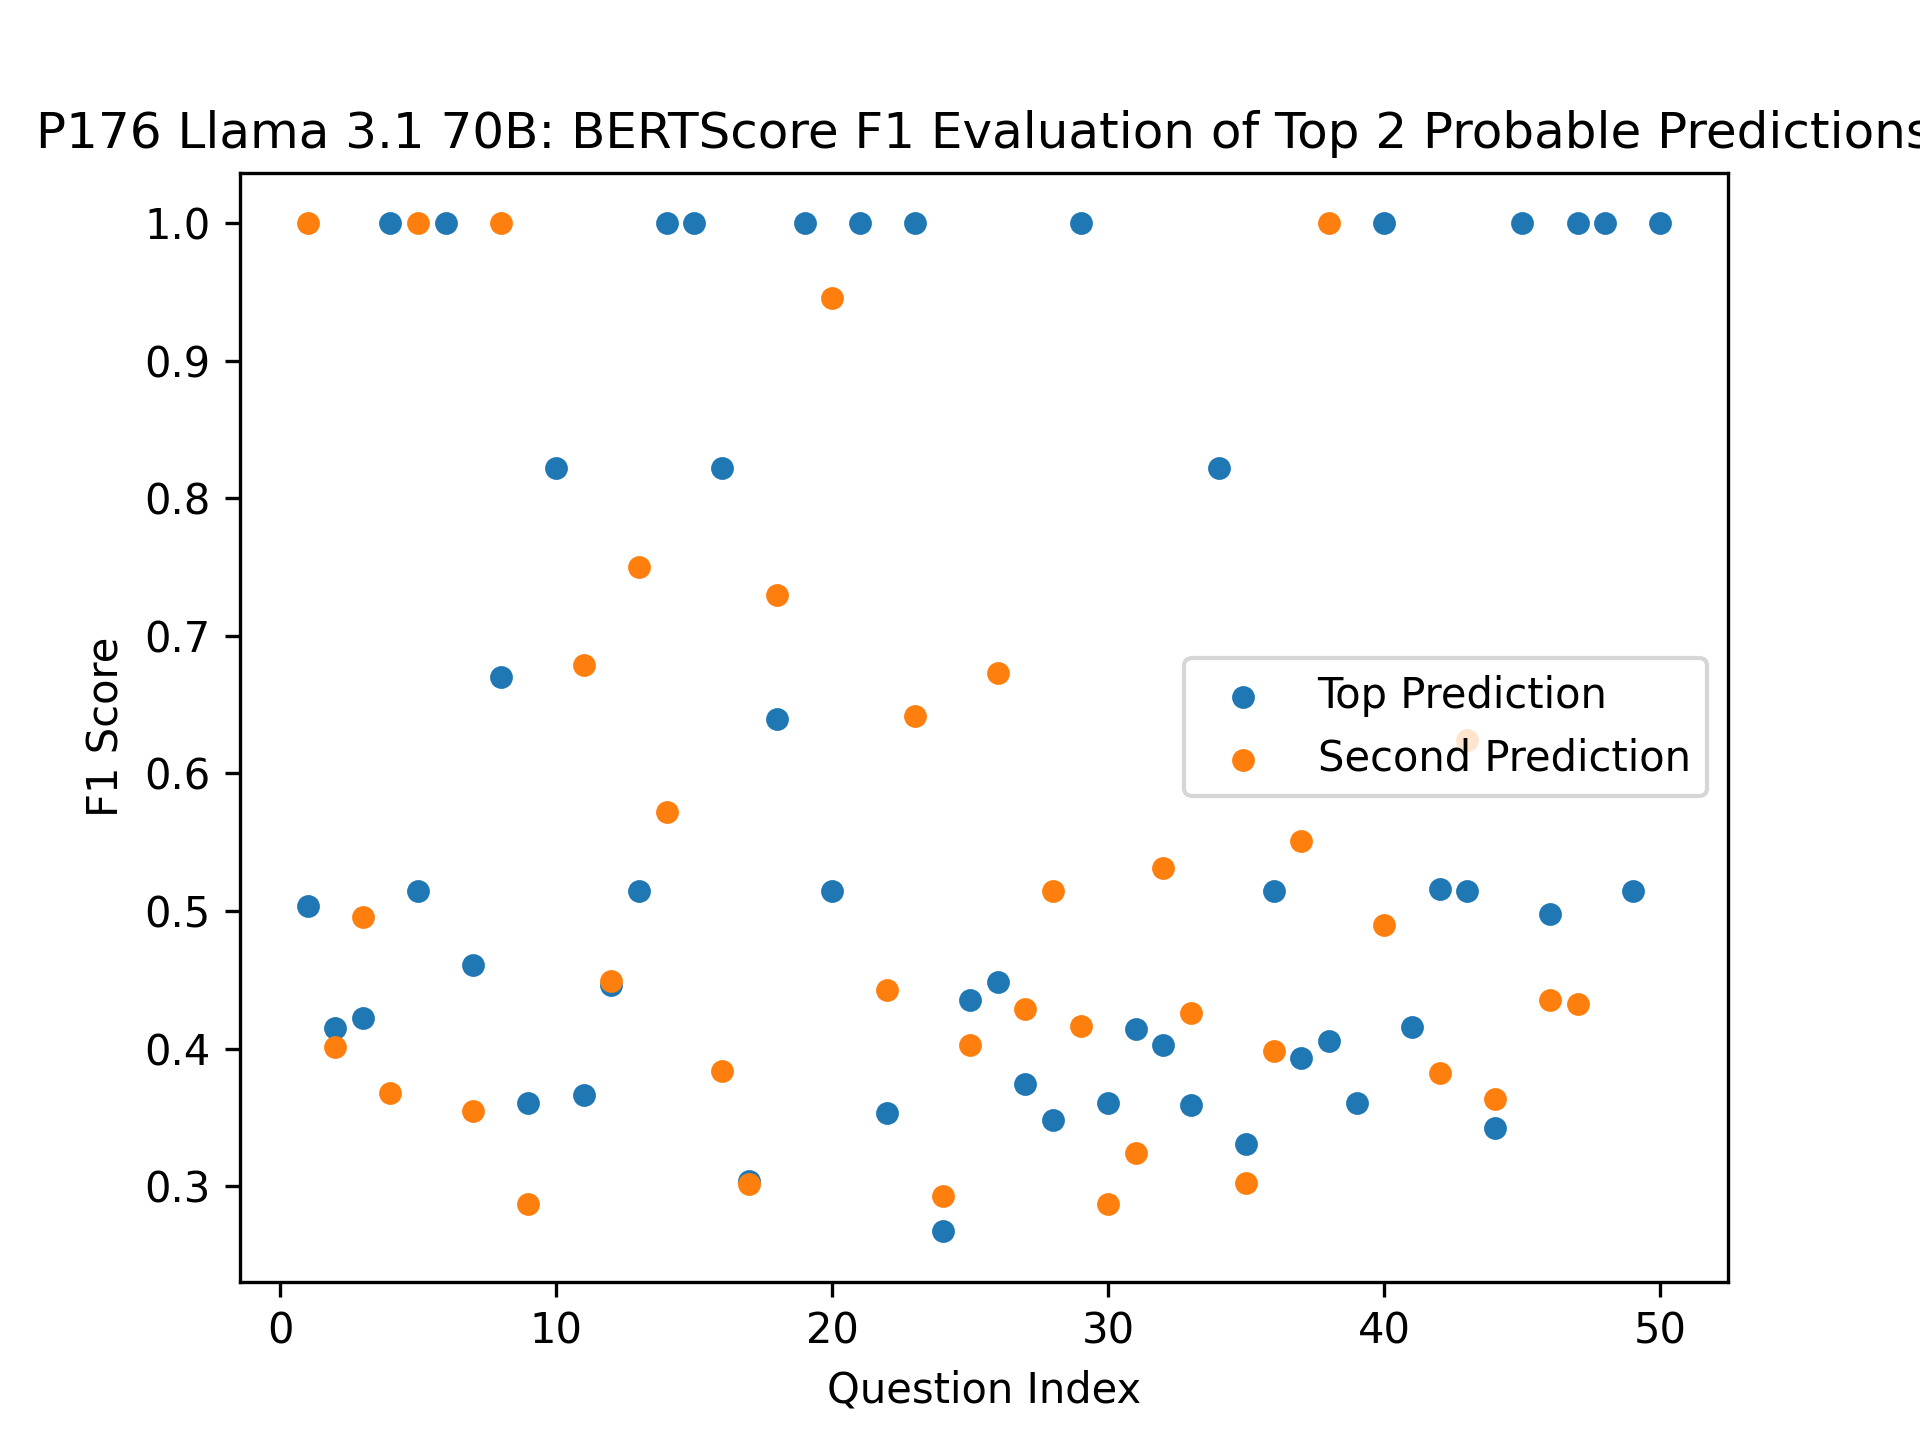 P176 Llama 3.1 70B: BERTScore F1 Evaluation of Top 2 Probable Predictions
1.0
0.9
0.8
0.7
0.6
0.5
0.4
0.3
F1 Score
Top Prediction
Second Prediction
0 10 20 30 40 50
Question Index